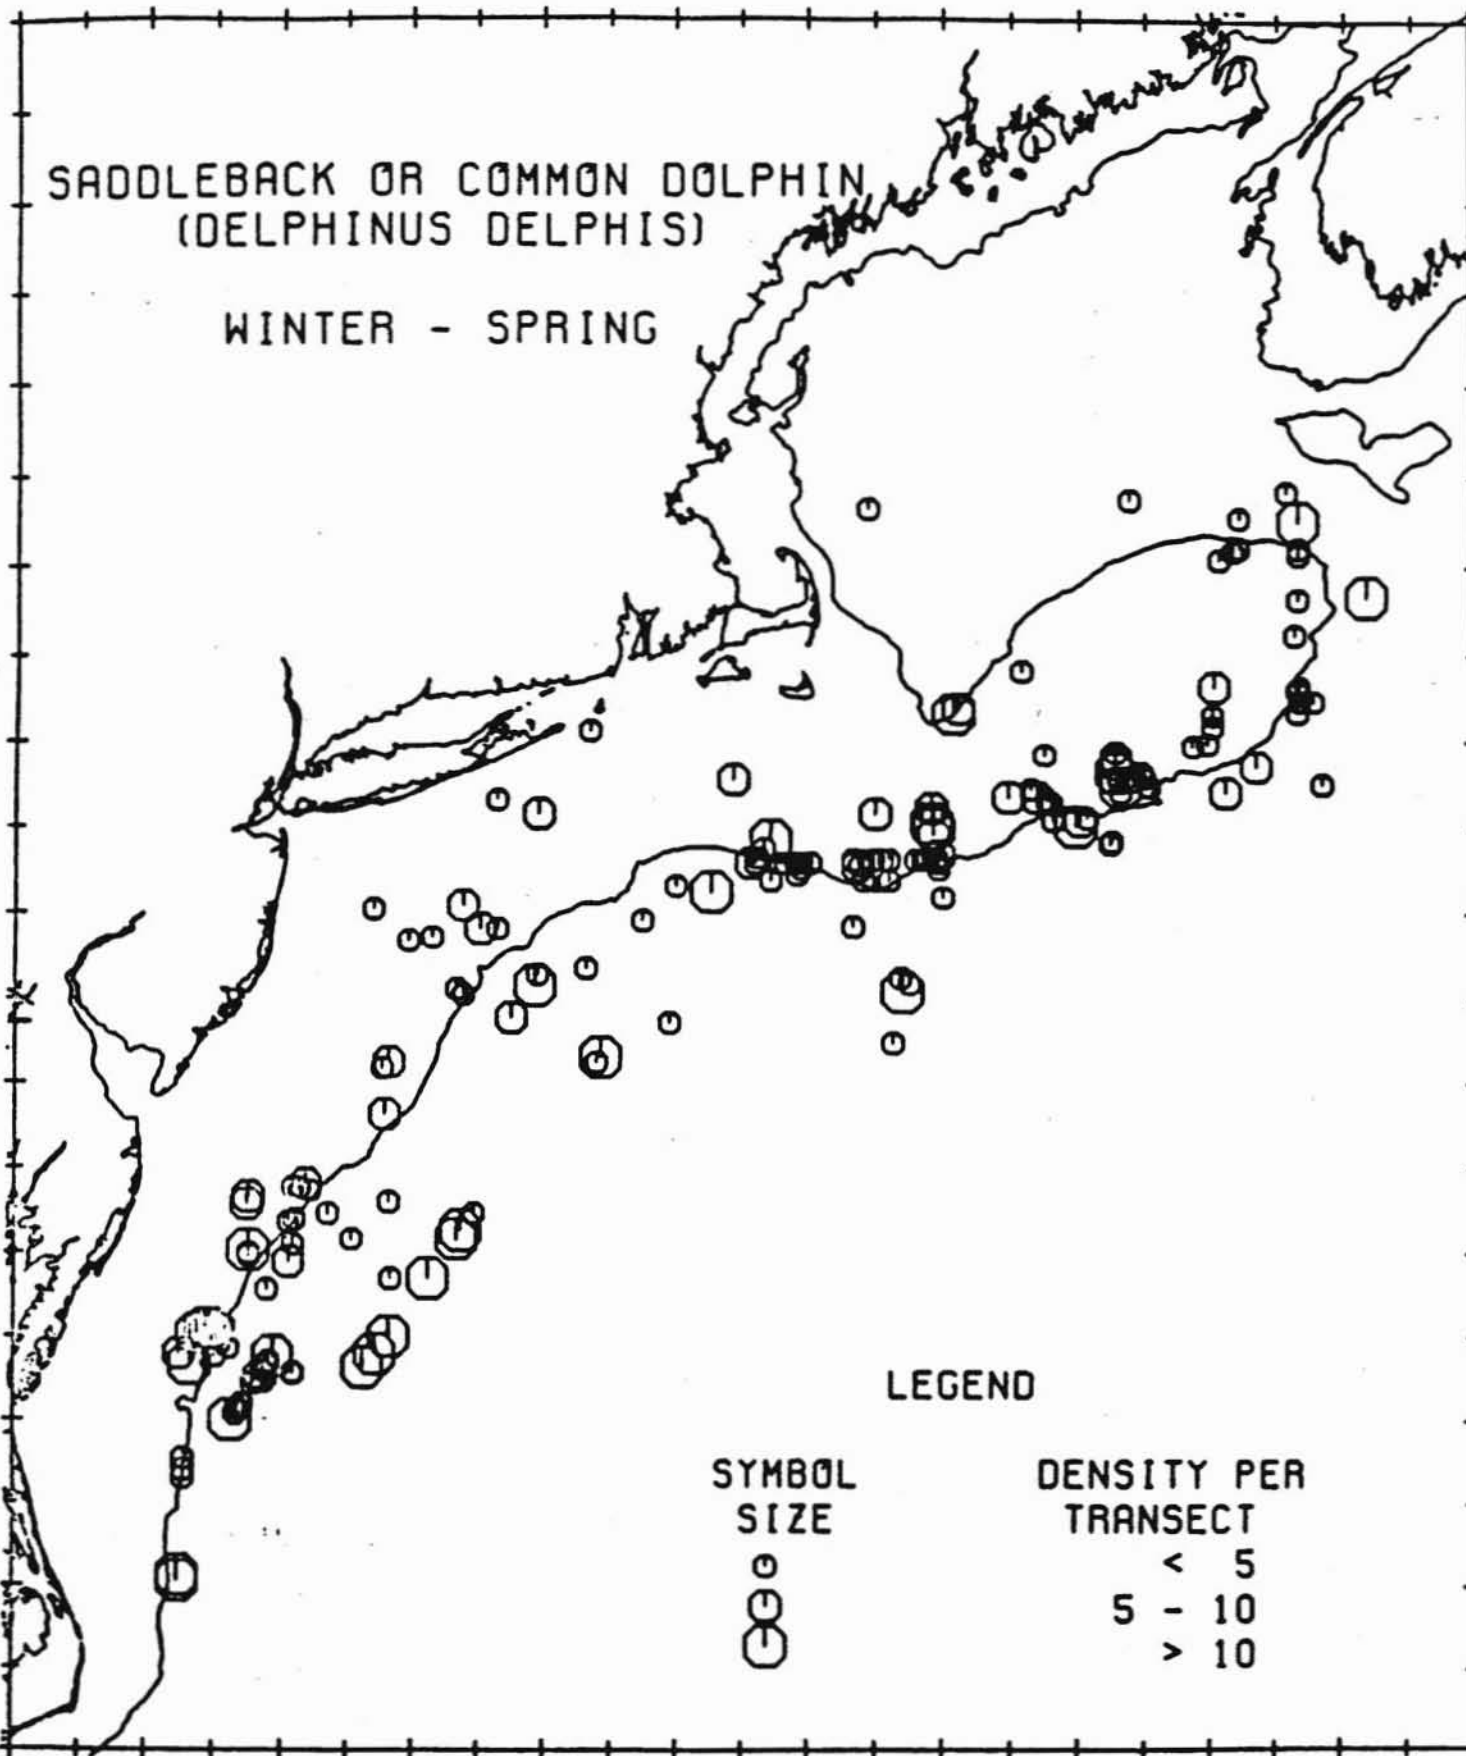 SADDLEBACK OR COMMON DOLPHIN
(DELPHINUS DELPHIS)
WINTER - SPRING
LEGEND
SYMBOL SIZE
DENSITY PER TRANSECT
< 5
5 - 10
> 10